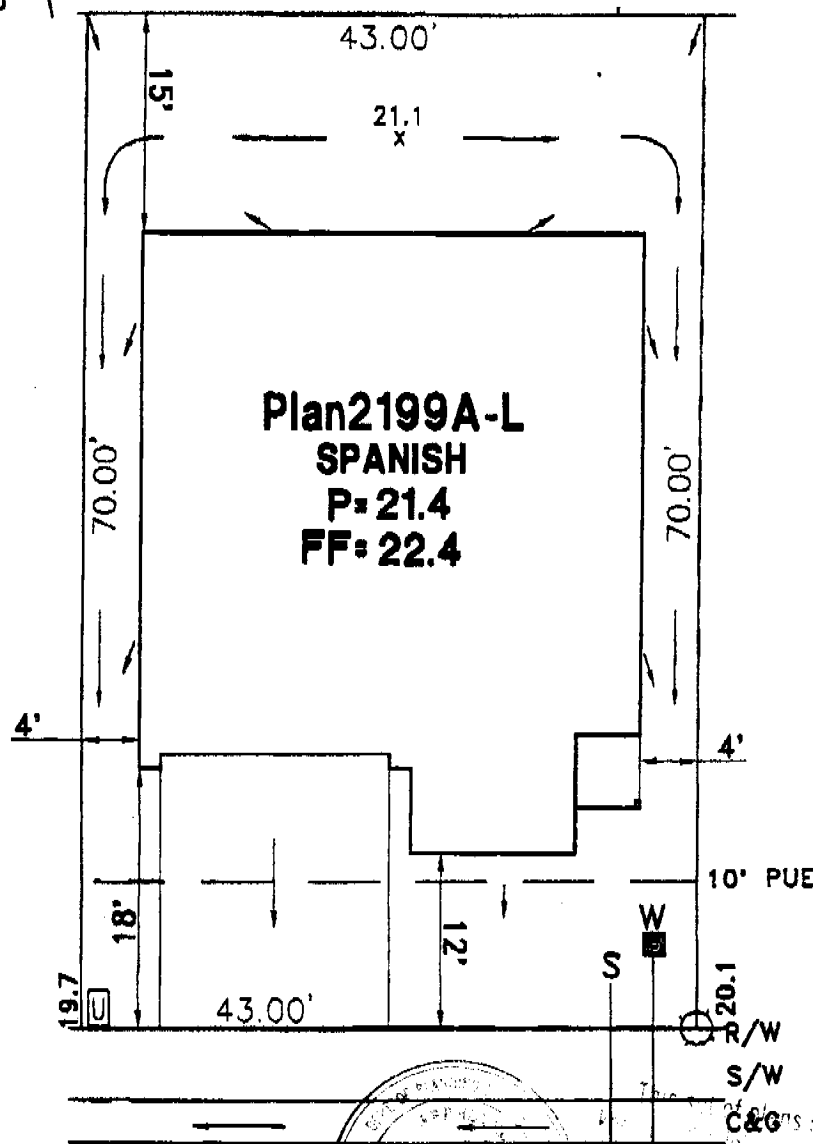 43.00'
15'
21.1
x
Plan2199A-L
SPANISH
P=21.4
FF=22.4
70.00'
70.00'
4'
4'
10' PUE
18'
12'
W
S
19.7
U
43.00'
20.1
R/W
S/W
C&G